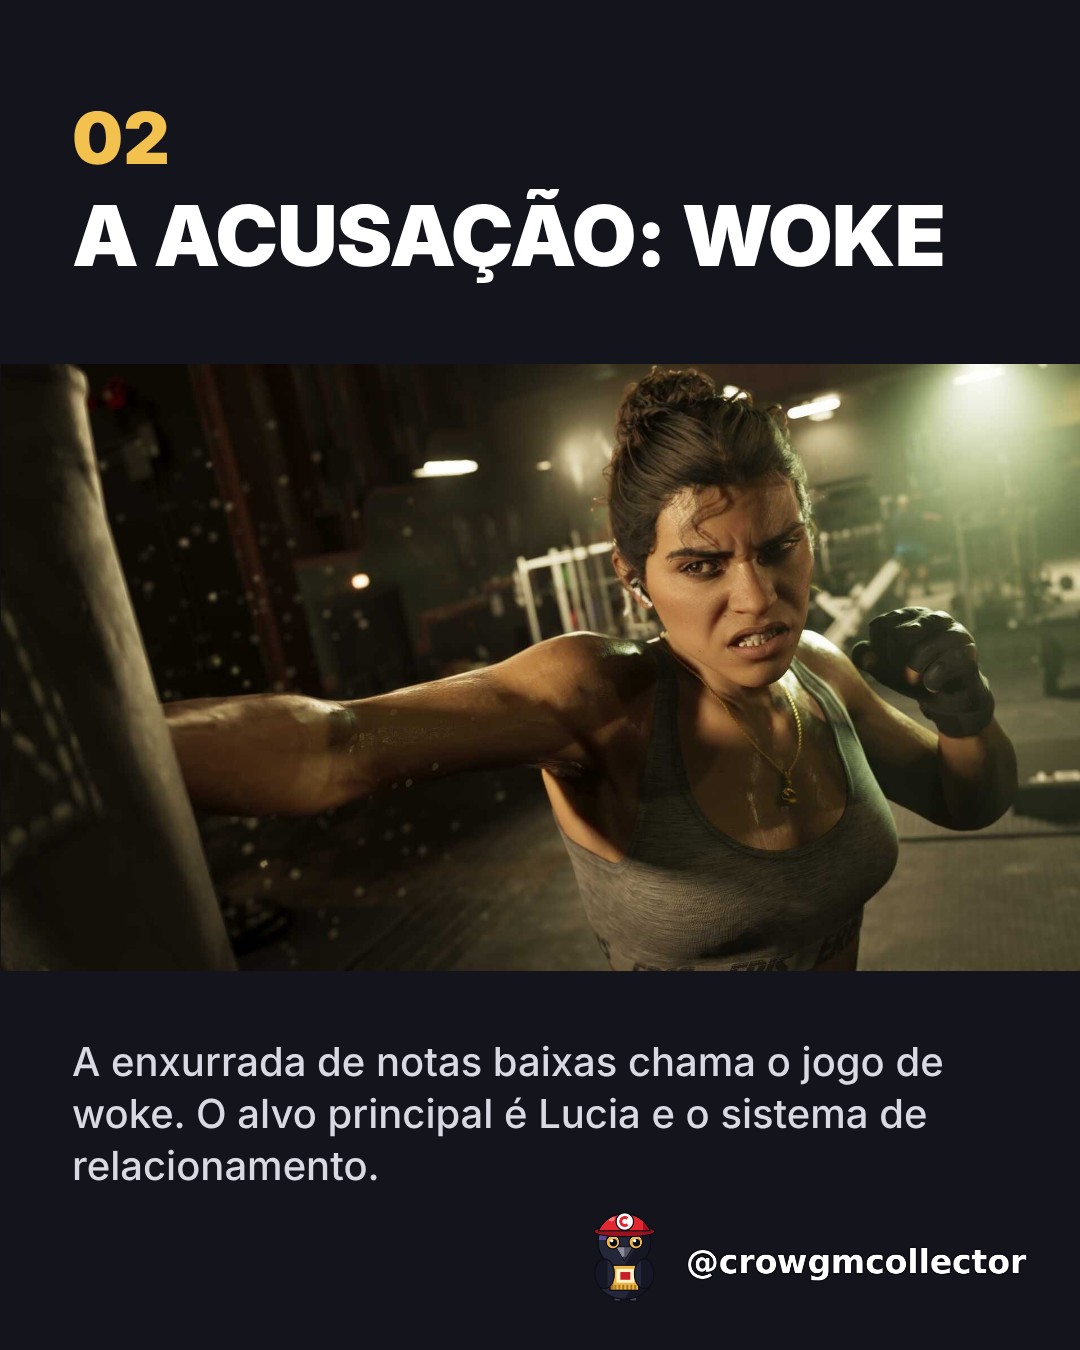 02
A ACUSAÇÃO: WOKE
A enxurrada de notas baixas chama o jogo de
woke. O alvo principal é Lucia e o sistema de
relacionamento.
C
@crowgmcollector